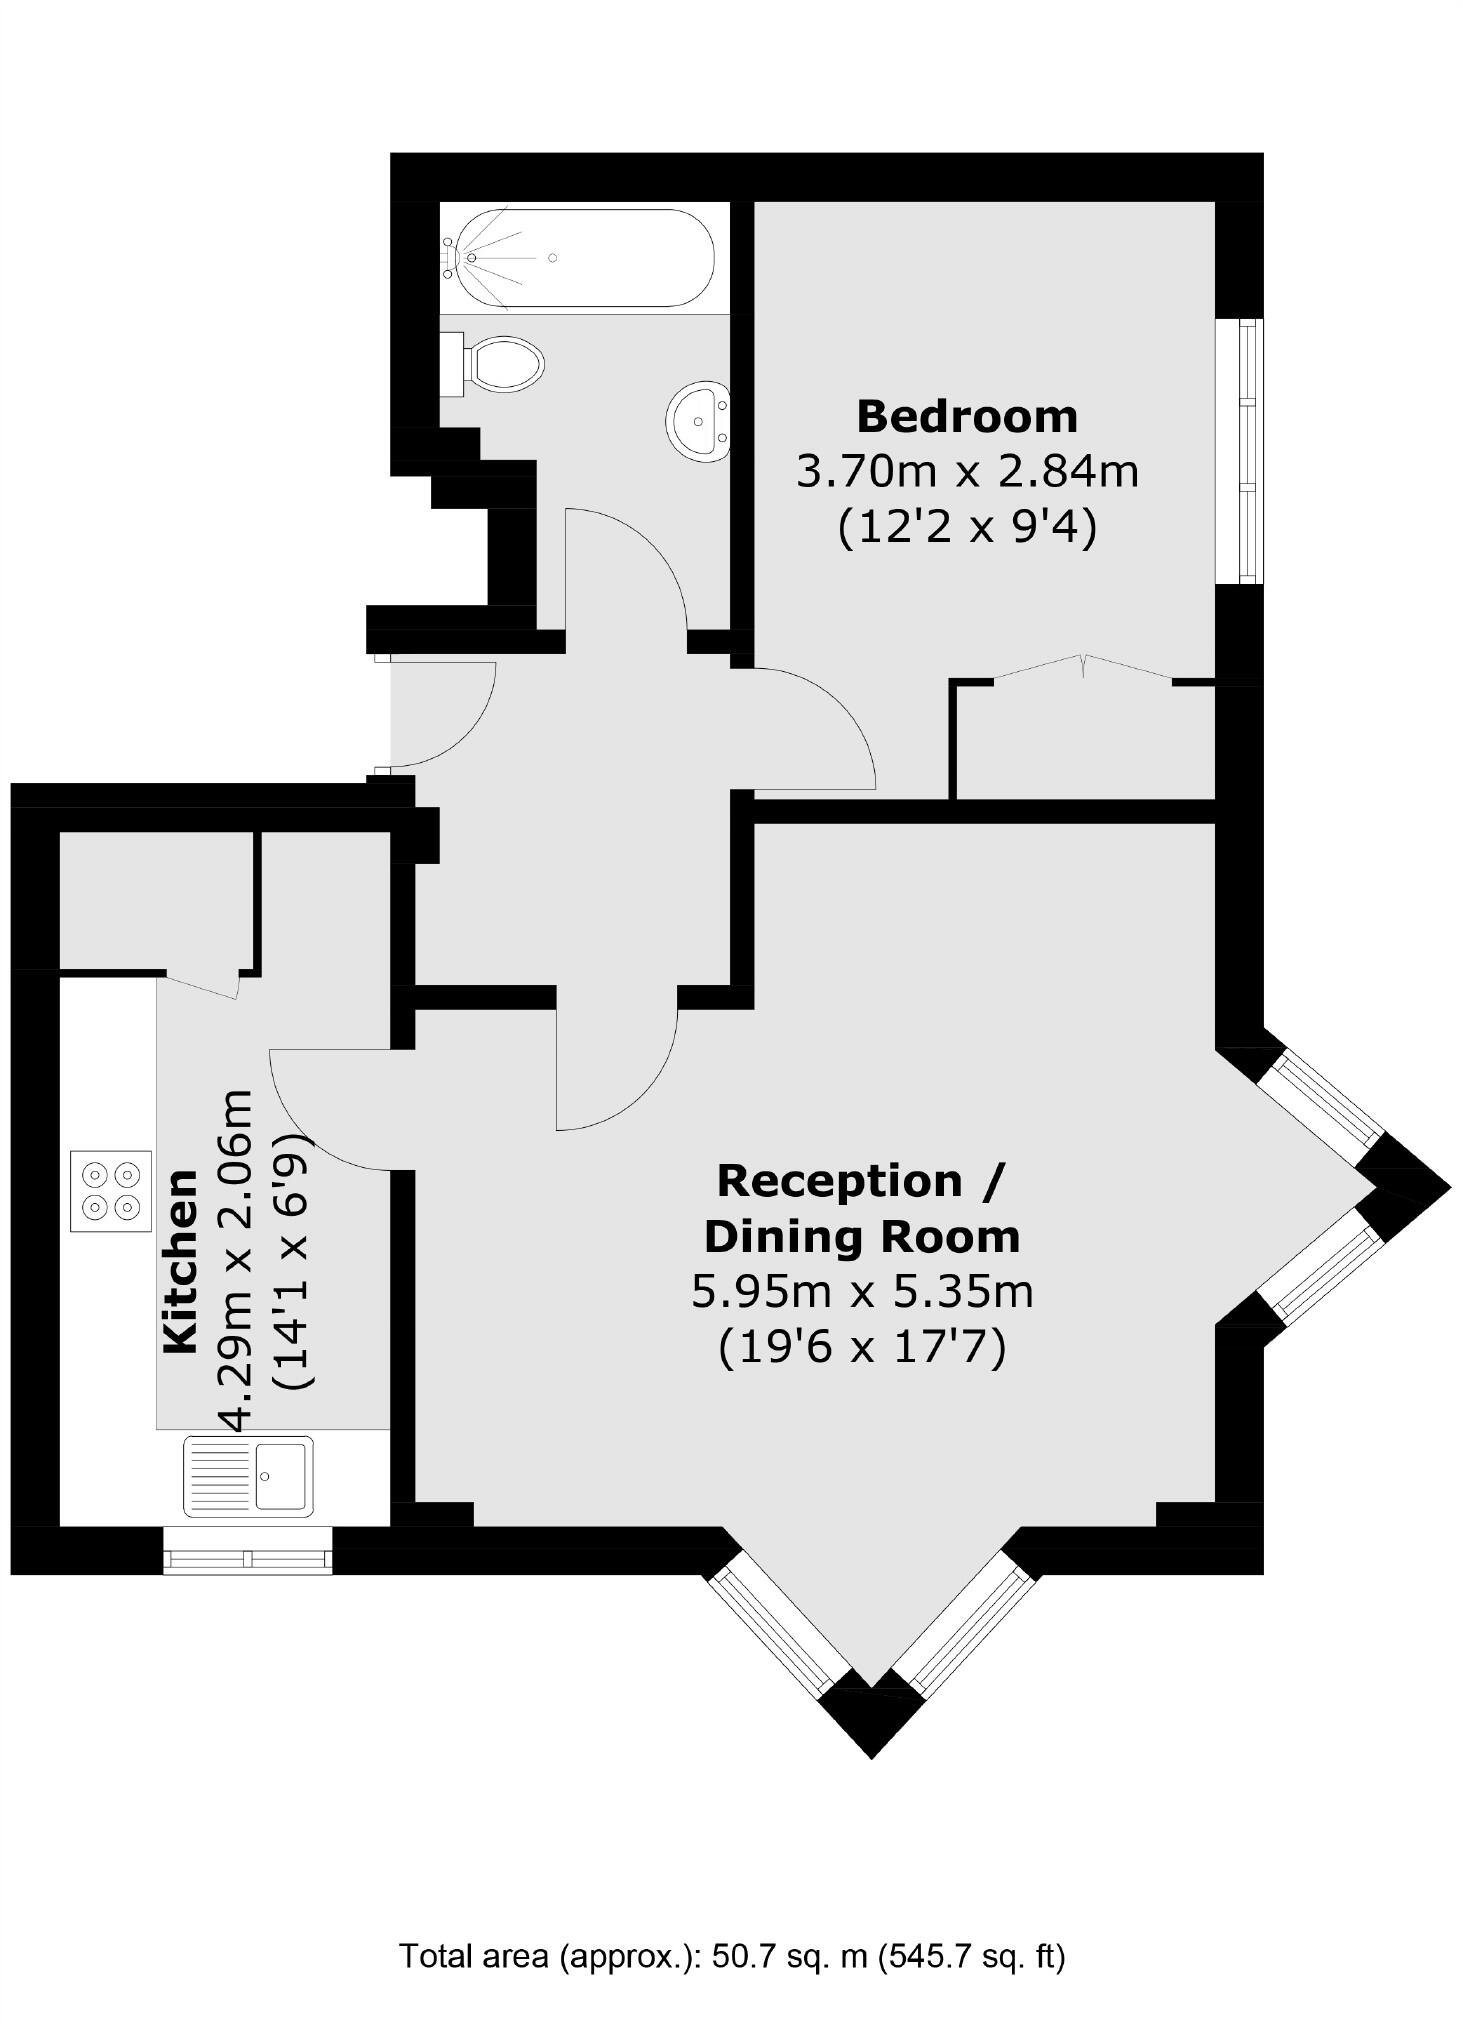 Bedroom
3.70m x 2.84m
(12'2 x 9'4)
Kitchen
4.29m x 2.06m
(14'1 x 6'9)
Reception /
Dining Room
5.95m x 5.35m
(19'6 x 17'7)
Total area (approx.): 50.7 sq. m (545.7 sq. ft)